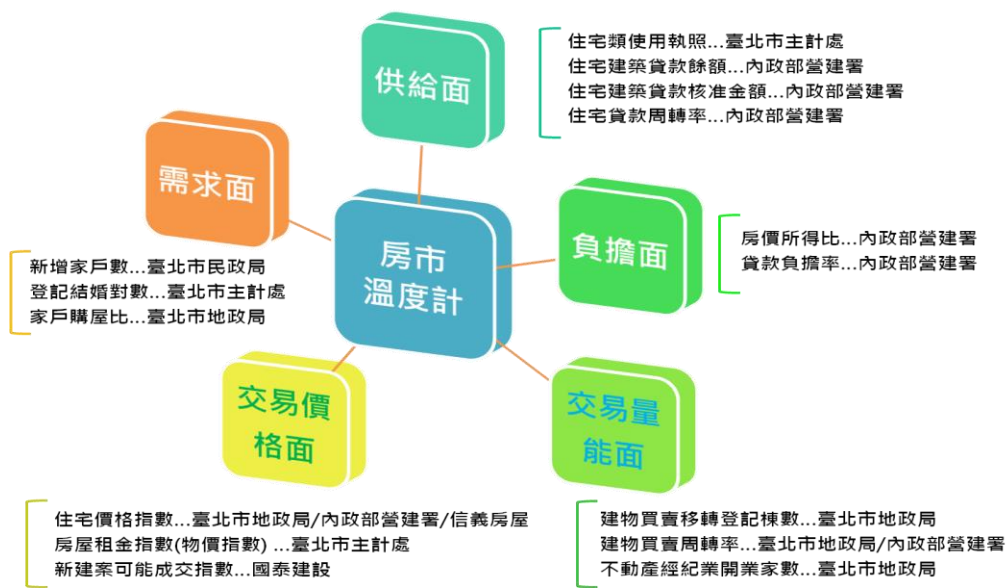 供給面
住宅類使用執照...臺北市主計處
住宅建築貸款餘額...內政部營建署
住宅建築貸款核准金額...內政部營建署
住宅貸款周轉率...內政部營建署
需求面
新增家戶數...臺北市民政局
登記結婚對數...臺北市主計處
家戶購屋比...臺北市地政局
房市
溫度計
負擔面
房價所得比...內政部營建署
貸款負擔率...內政部營建署
交易價
格面
住宅價格指數...臺北市地政局/內政部營建署/信義房屋
房屋租金指數(物價指數) ...臺北市主計處
新建案可能成交指數...國泰建設
交易量
能面
建物買賣移轉登記棟數...臺北市地政局
建物買賣周轉率...臺北市地政局/內政部營建署
不動產經紀業開業家數...臺北市地政局